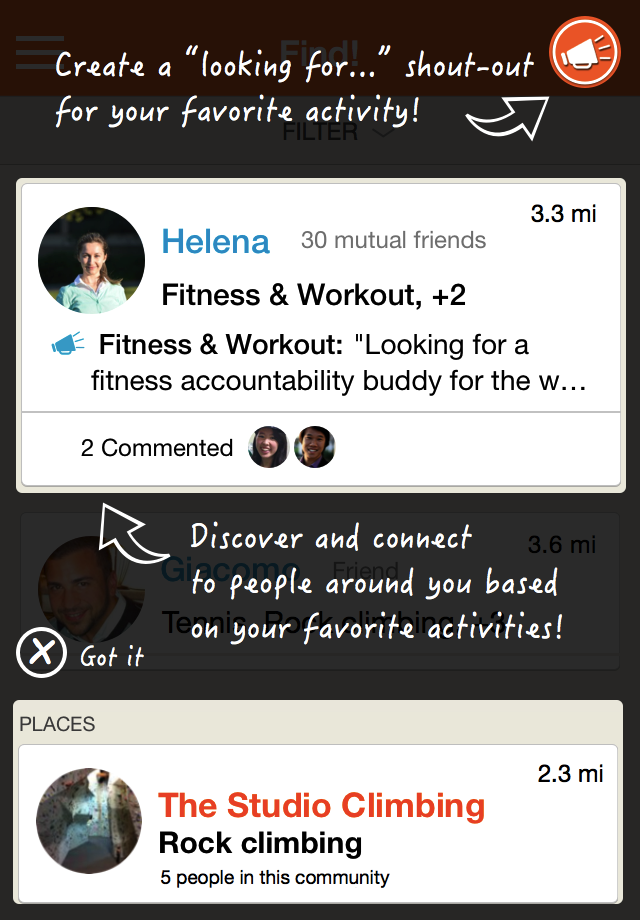 Find!
Create a “looking for...” shout-out
for your favorite activity!
FILTER
3.3 mi
Helena 30 mutual friends
Fitness & Workout, +2
Fitness & Workout: "Looking for a
fitness accountability buddy for the w...
2 Commented
Discover and connect
3.6 mi
Giacomo Friend
to people around you based
Tennis, Rock climbing, +3
on your favorite activities!
Got it
PLACES
2.3 mi
The Studio Climbing
Rock climbing
5 people in this community